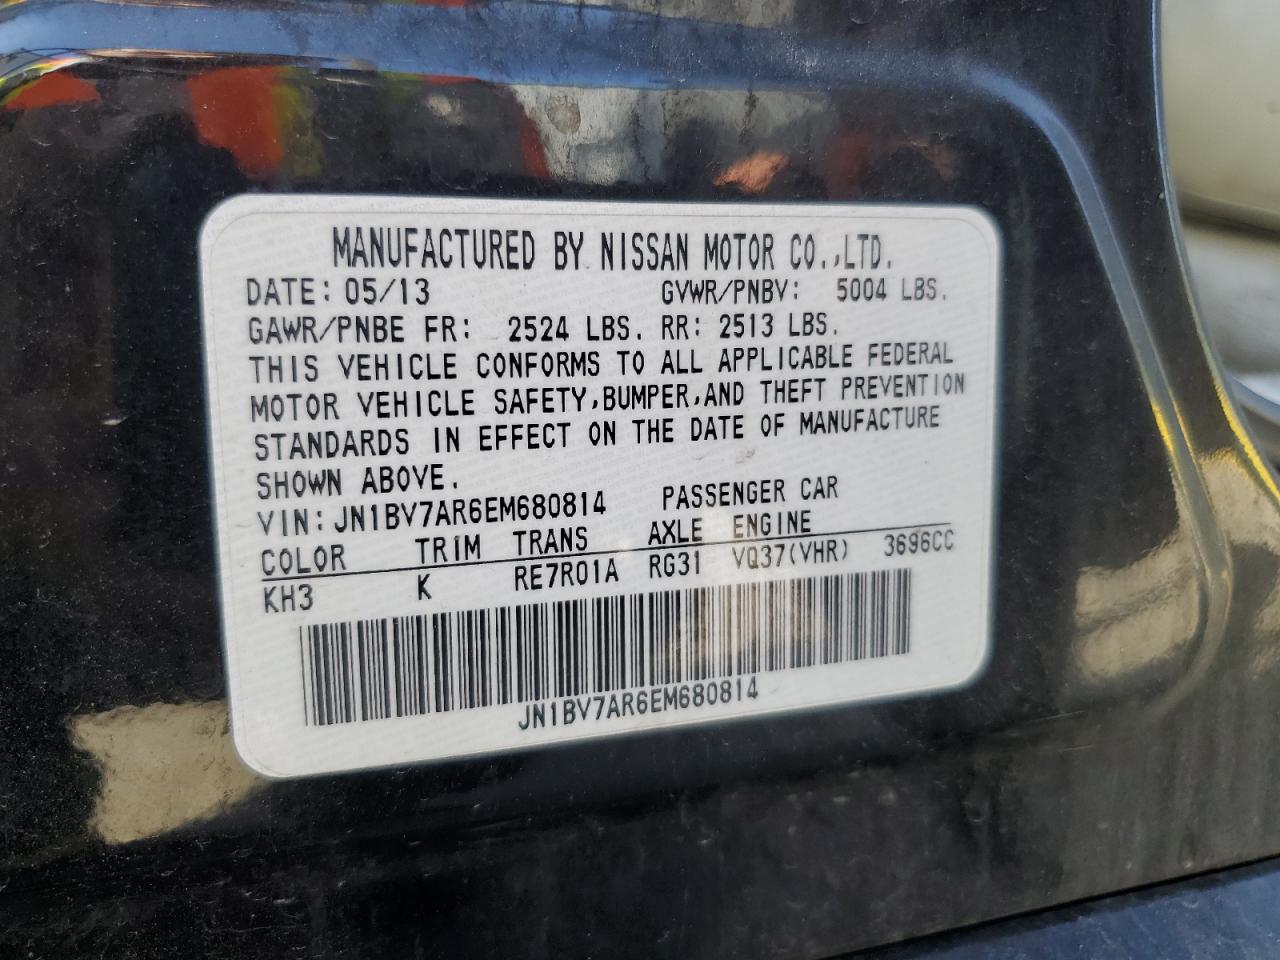 MANUFACTURED BY NISSAN MOTOR CO.,LTD.
DATE: 05/13 GVWR/PNBV: 5004 LBS.
GAWR/PNBE FR: 2524 LBS. RR: 2513 LBS.
THIS VEHICLE CONFORMS TO ALL APPLICABLE FEDERAL
MOTOR VEHICLE SAFETY,BUMPER,AND THEFT PREVENTION
STANDARDS IN EFFECT ON THE DATE OF MANUFACTURE
SHOWN ABOVE.
VIN: JN1BV7AR6EM680814 PASSENGER CAR
COLOR TRIM TRANS AXLE ENGINE
KH3 K RE7R01A RG31 VQ37(VHR) 3696CC
JN1BV7AR6EM680814